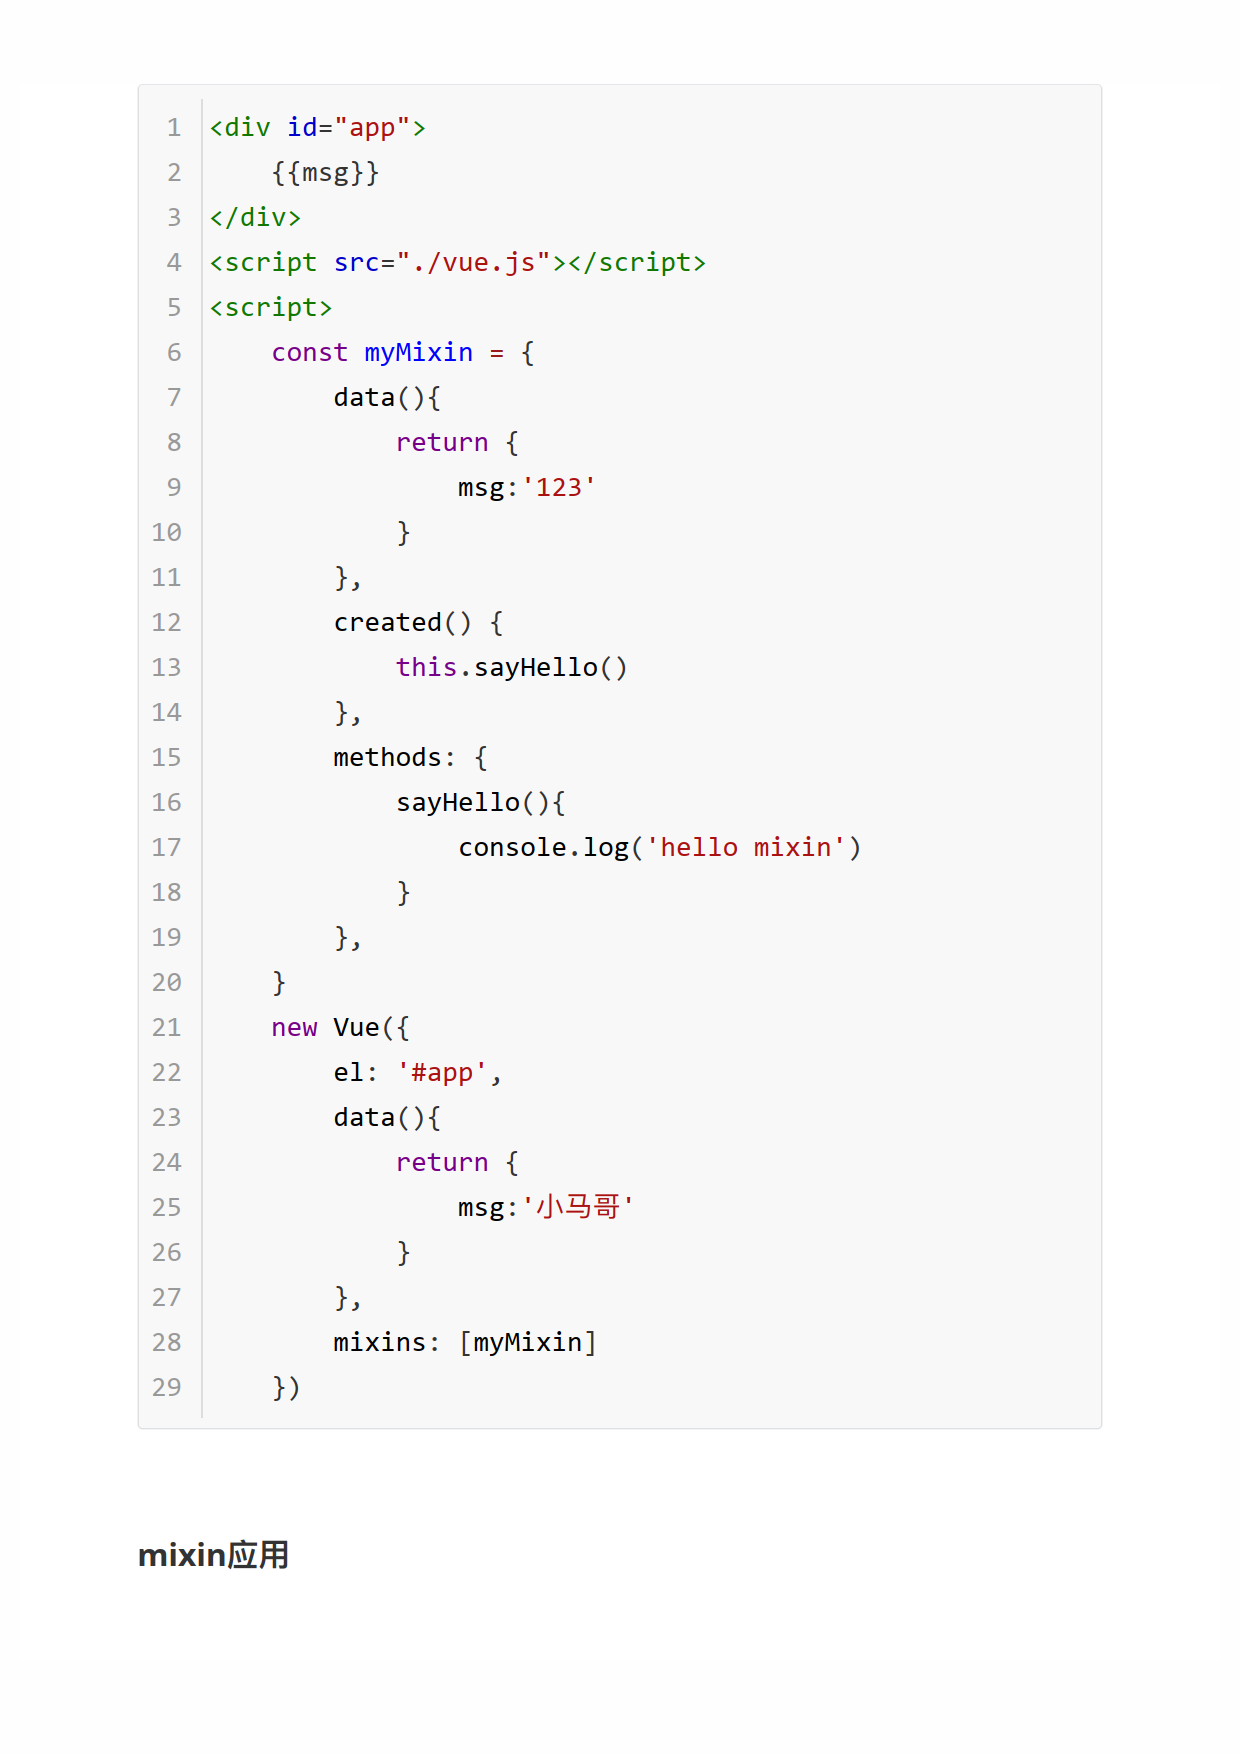 1 <div id="app">
2     {{msg}}
3 </div>
4 <script src="./vue.js"></script>
5 <script>
6     const myMixin = {
7         data(){
8             return {
9                 msg:'123'
10             }
11         },
12         created() {
13             this.sayHello()
14         },
15         methods: {
16             sayHello(){
17                 console.log('hello mixin')
18             }
19         },
20     }
21     new Vue({
22         el: '#app',
23         data(){
24             return {
25                 msg:'小马哥'
26             }
27         },
28         mixins: [myMixin]
29     })
mixin应用